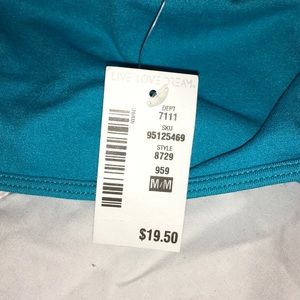 LIVE LOVE DREAM
DEPT
7111
SKU
95125469
STYLE
8729
959
M/M
$19.50